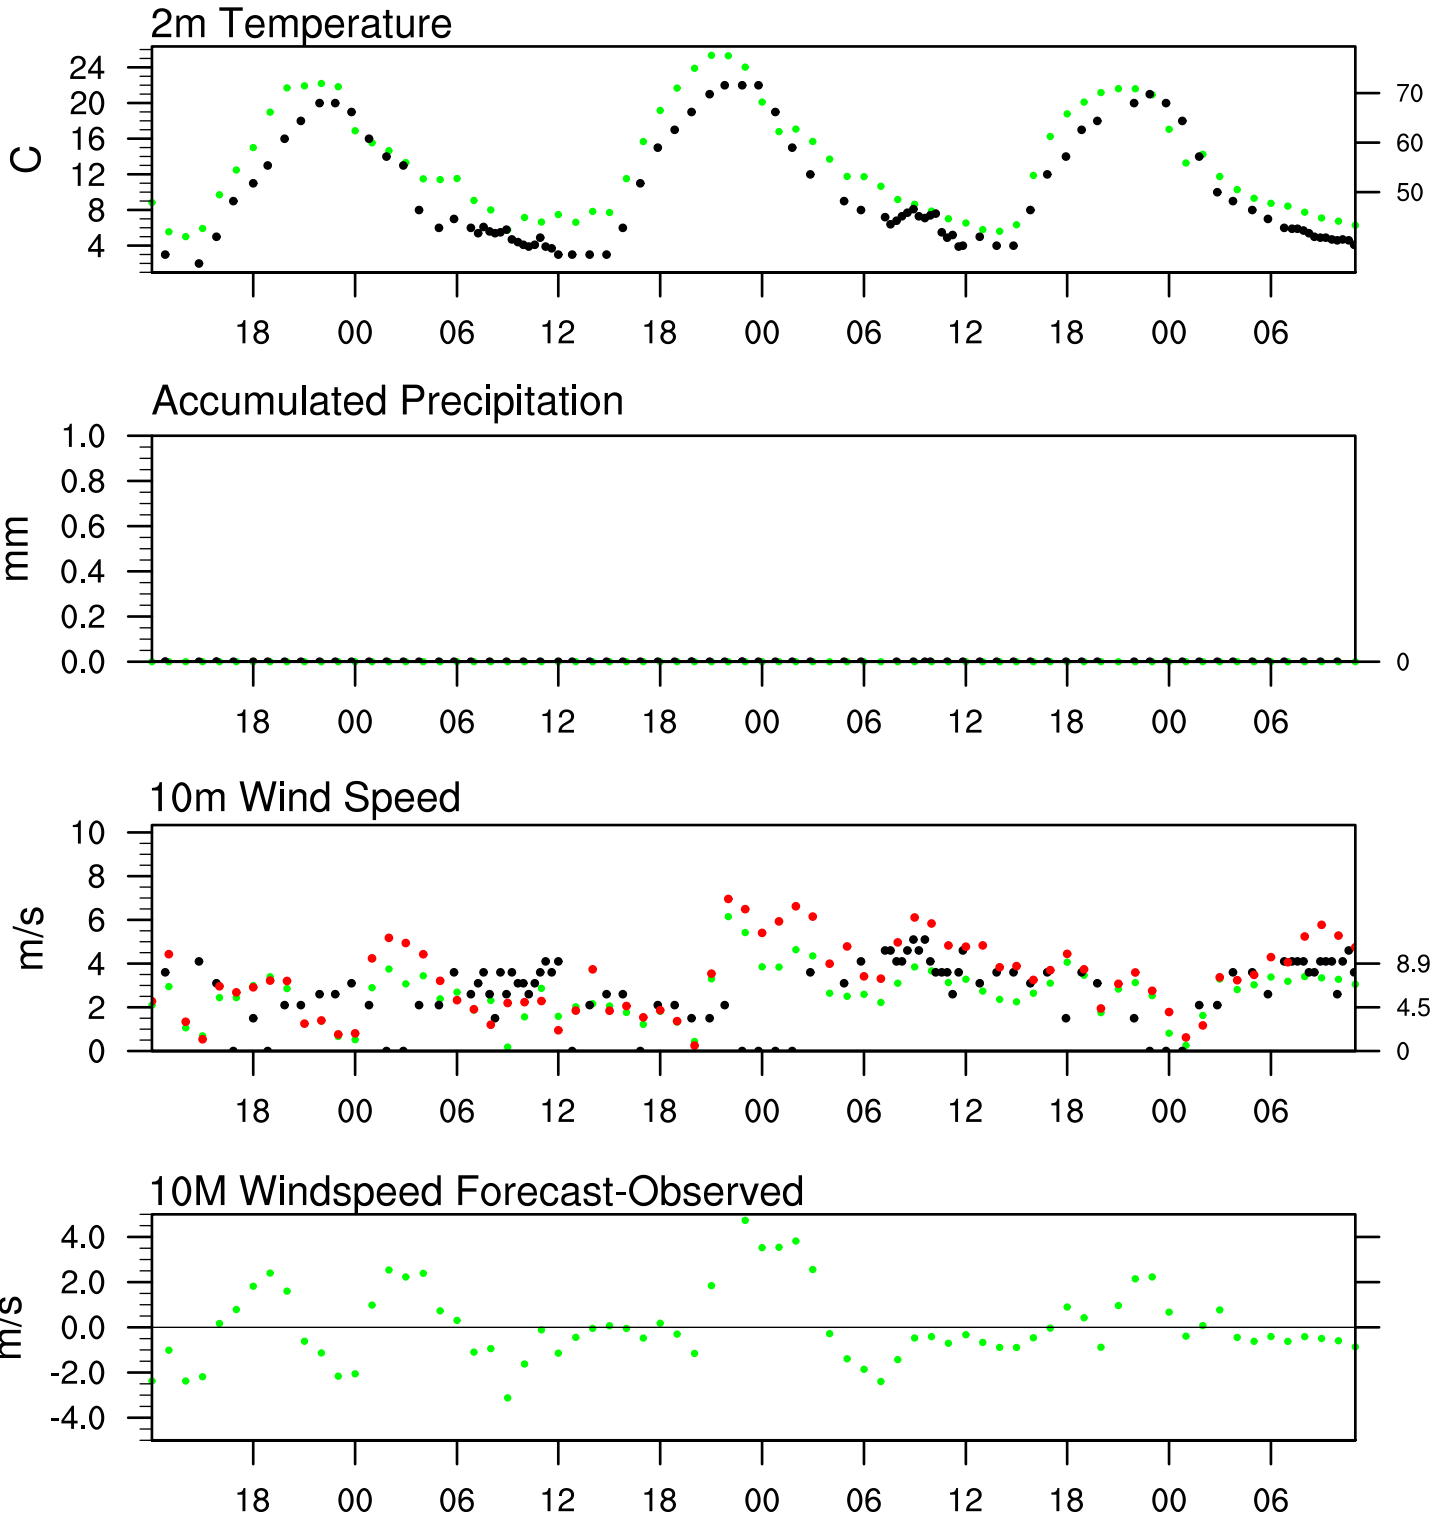 2m Temperature
24
20
16
12
8
4
C
70
60
50
18 00 06 12 18 00 06 12 18 00 06
Accumulated Precipitation
1.0
0.8
0.6
0.4
0.2
0.0
mm
0
18 00 06 12 18 00 06 12 18 00 06
10m Wind Speed
10
8
6
4
2
0
m/s
8.9
4.5
0
18 00 06 12 18 00 06 12 18 00 06
10M Windspeed Forecast-Observed
4.0
2.0
0.0
-2.0
-4.0
m/s
18 00 06 12 18 00 06 12 18 00 06